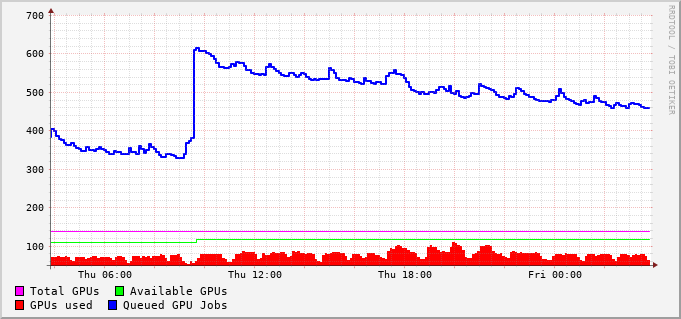 700
600
500
400
300
200
100
Thu 06:00 Thu 12:00 Thu 18:00 Fri 00:00
Total GPUs Available GPUs
GPUs used Queued GPU Jobs
RRDTOOL / TOBI OETIKER